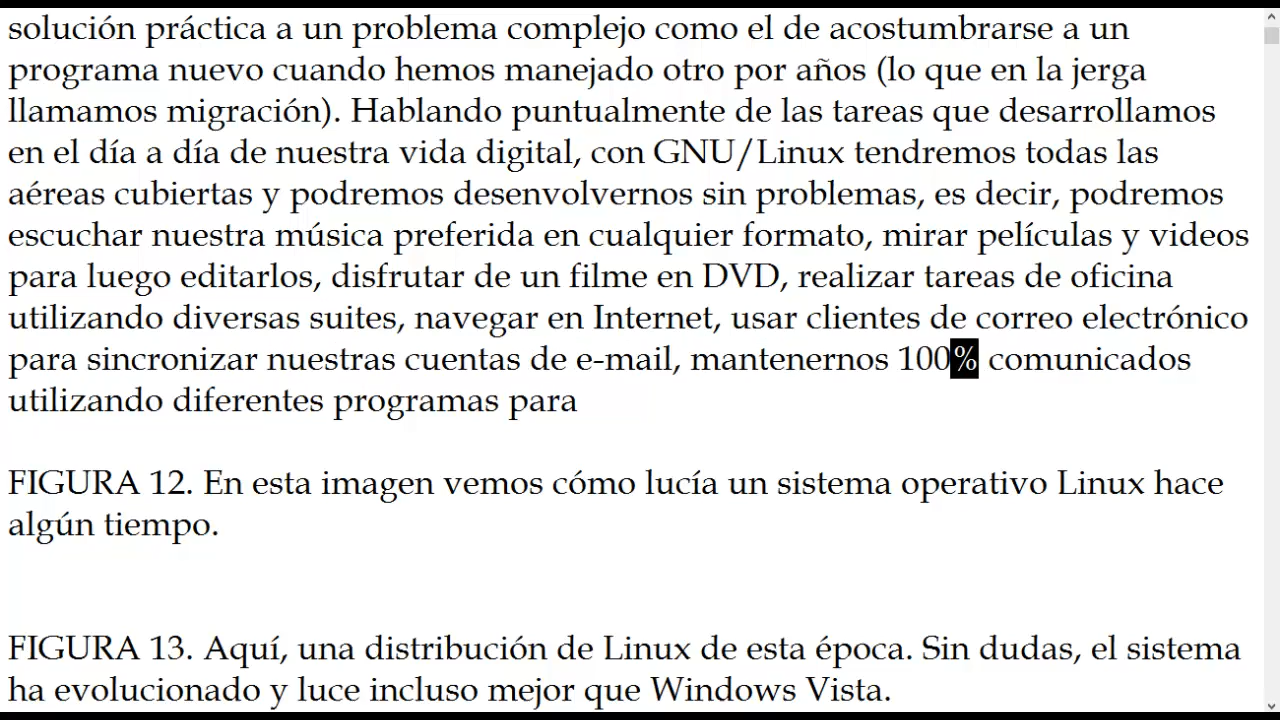 solución práctica a un problema complejo como el de acostumbrarse a un
programa nuevo cuando hemos manejado otro por años (lo que en la jerga
llamamos migración). Hablando puntualmente de las tareas que desarrollamos
en el día a día de nuestra vida digital, con GNU/Linux tendremos todas las
aéreas cubiertas y podremos desenvolvernos sin problemas, es decir, podremos
escuchar nuestra música preferida en cualquier formato, mirar películas y videos
para luego editarlos, disfrutar de un filme en DVD, realizar tareas de oficina
utilizando diversas suites, navegar en Internet, usar clientes de correo electrónico
para sincronizar nuestras cuentas de e-mail, mantenernos 100% comunicados
utilizando diferentes programas para
FIGURA 12. En esta imagen vemos cómo lucía un sistema operativo Linux hace
algún tiempo.
FIGURA 13. Aquí, una distribución de Linux de esta época. Sin dudas, el sistema
ha evolucionado y luce incluso mejor que Windows Vista.